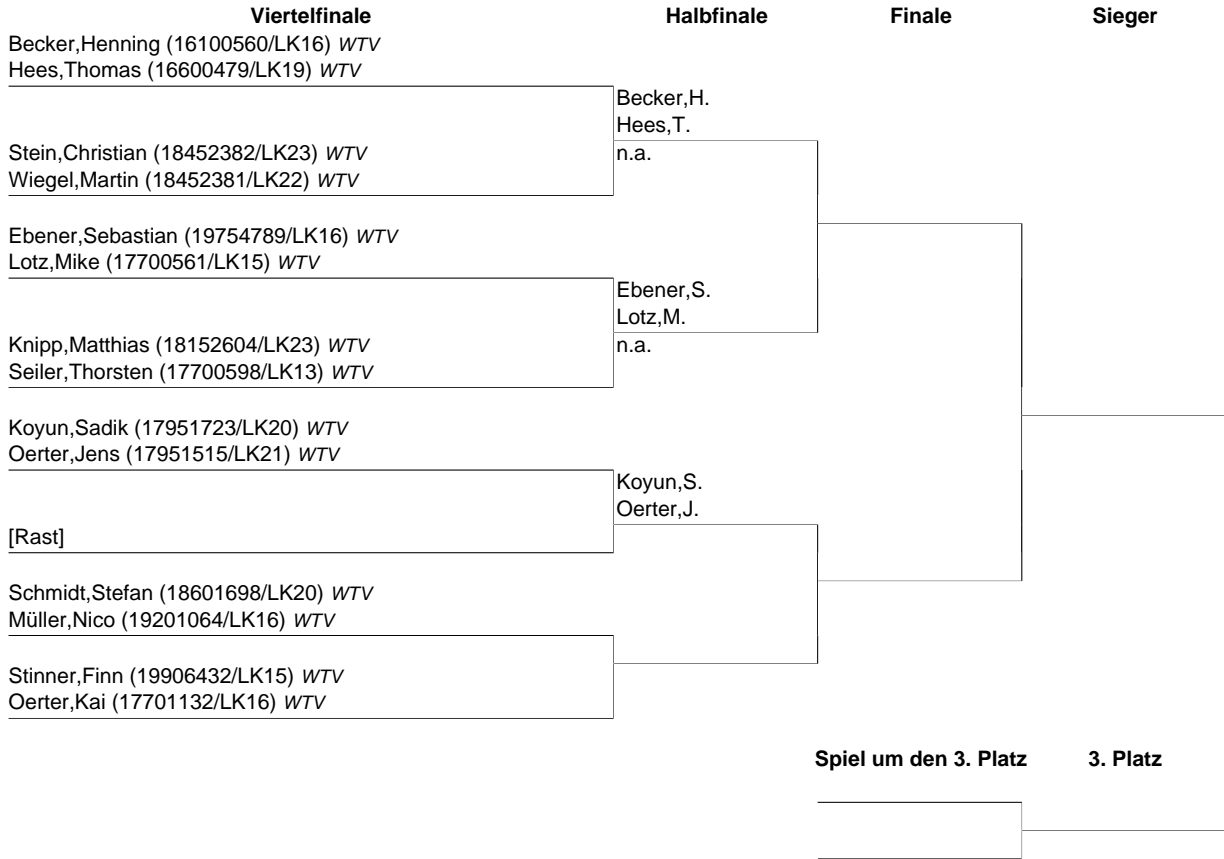 Viertelfinale Halbfinale Finale Sieger
Becker,Henning (16100560/LK16) WTV
Hees,Thomas (16600479/LK19) WTV
Becker,H.
Hees,T.
Stein,Christian (18452382/LK23) WTV n.a.
Wiegel,Martin (18452381/LK22) WTV
Ebener,Sebastian (19754789/LK16) WTV
Lotz,Mike (17700561/LK15) WTV
Ebener,S.
Lotz,M.
Knipp,Matthias (18152604/LK23) WTV n.a.
Seiler,Thorsten (17700598/LK13) WTV
Koyun,Sadik (17951723/LK20) WTV
Oerter,Jens (17951515/LK21) WTV
Koyun,S.
Oerter,J.
[Rast]
Schmidt,Stefan (18601698/LK20) WTV
Müller,Nico (19201064/LK16) WTV
Stinner,Finn (19906432/LK15) WTV
Oerter,Kai (17701132/LK16) WTV
Spiel um den 3. Platz 3. Platz